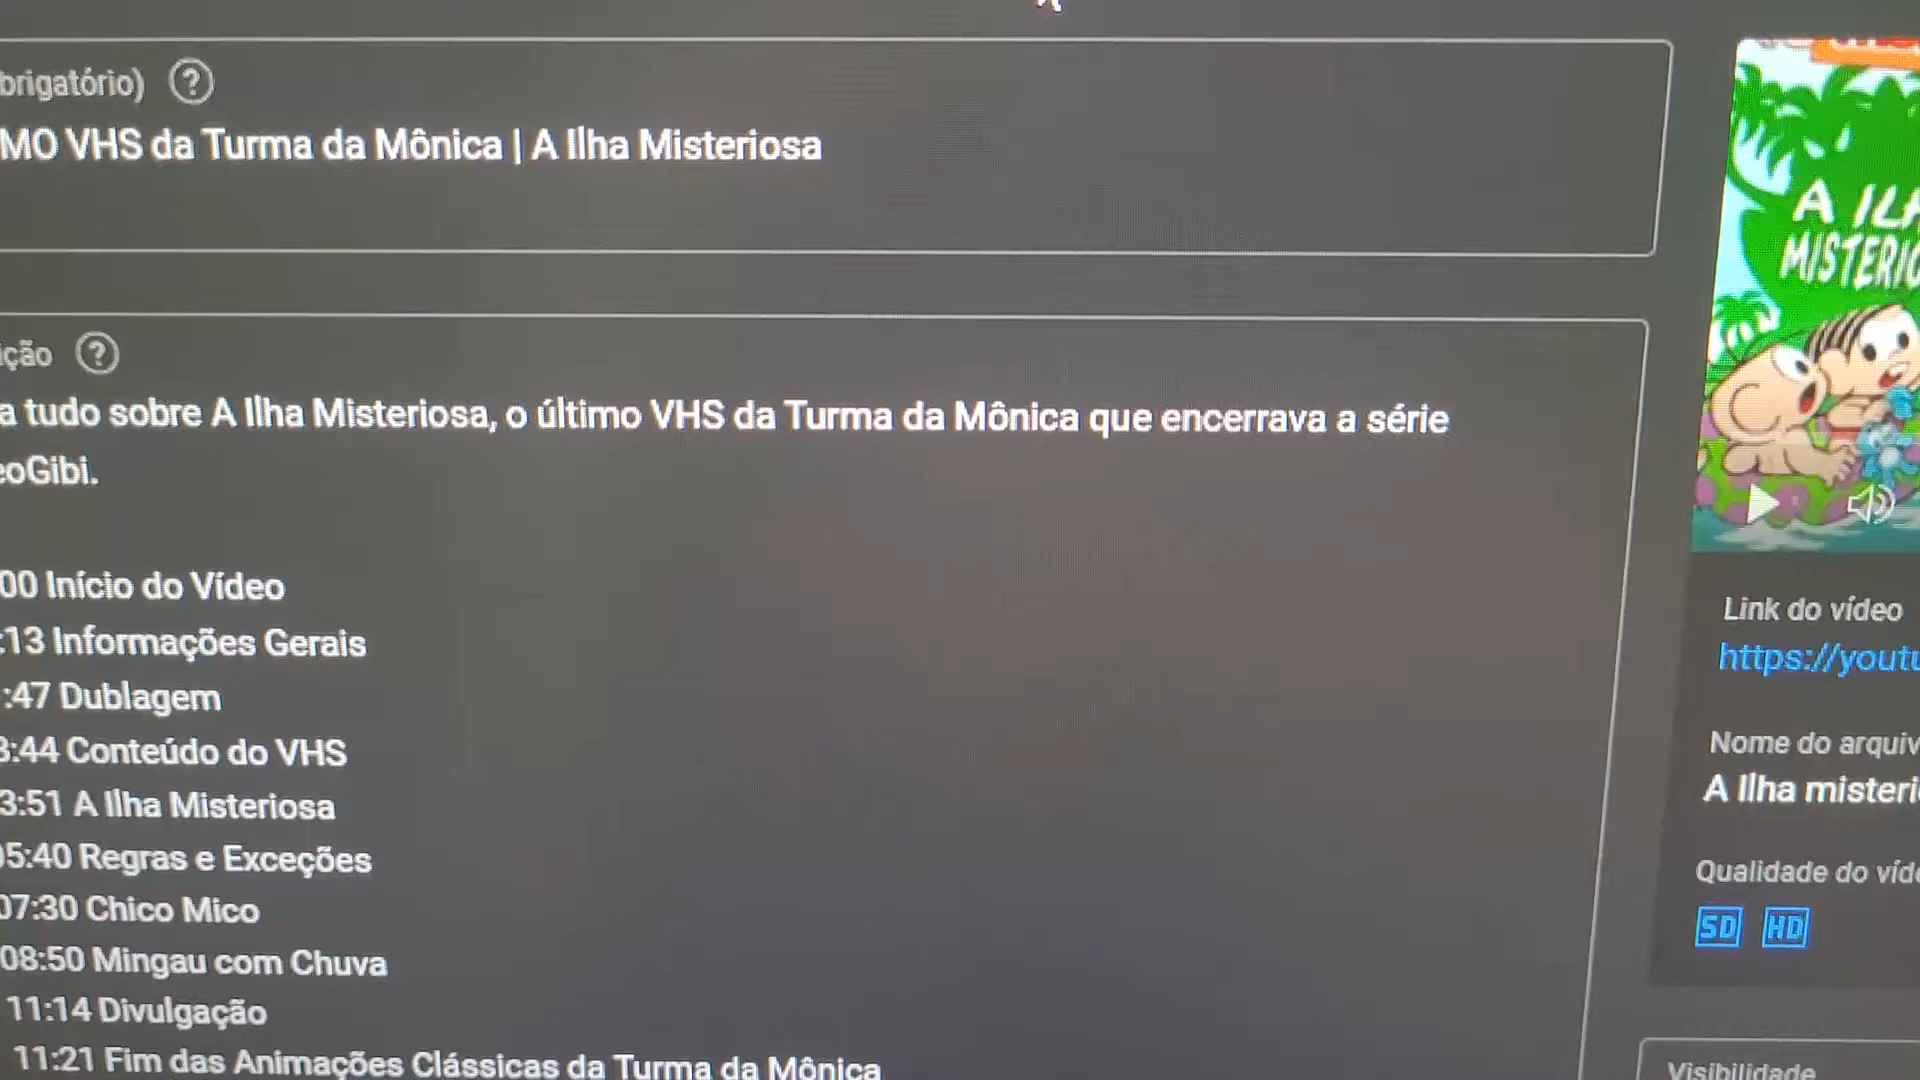 brigatório) ?
MO VHS da Turma da Mônica | A Ilha Misteriosa
ição ?
a tudo sobre A Ilha Misteriosa, o último VHS da Turma da Mônica que encerrava a série
eoGibi.
00 Início do Vídeo
:13 Informações Gerais
:47 Dublagem
3:44 Conteúdo do VHS
3:51 A Ilha Misteriosa
05:40 Regras e Exceções
07:30 Chico Mico
08:50 Mingau com Chuva
11:14 Divulgação
11:21 Fim das Animações Clássicas da Turma da Mônica
A ILH
MISTERIO
Link do vídeo
https://youtu
Nome do arquiv
A Ilha misteri
Qualidade do víde
SD HD
Visibilidade